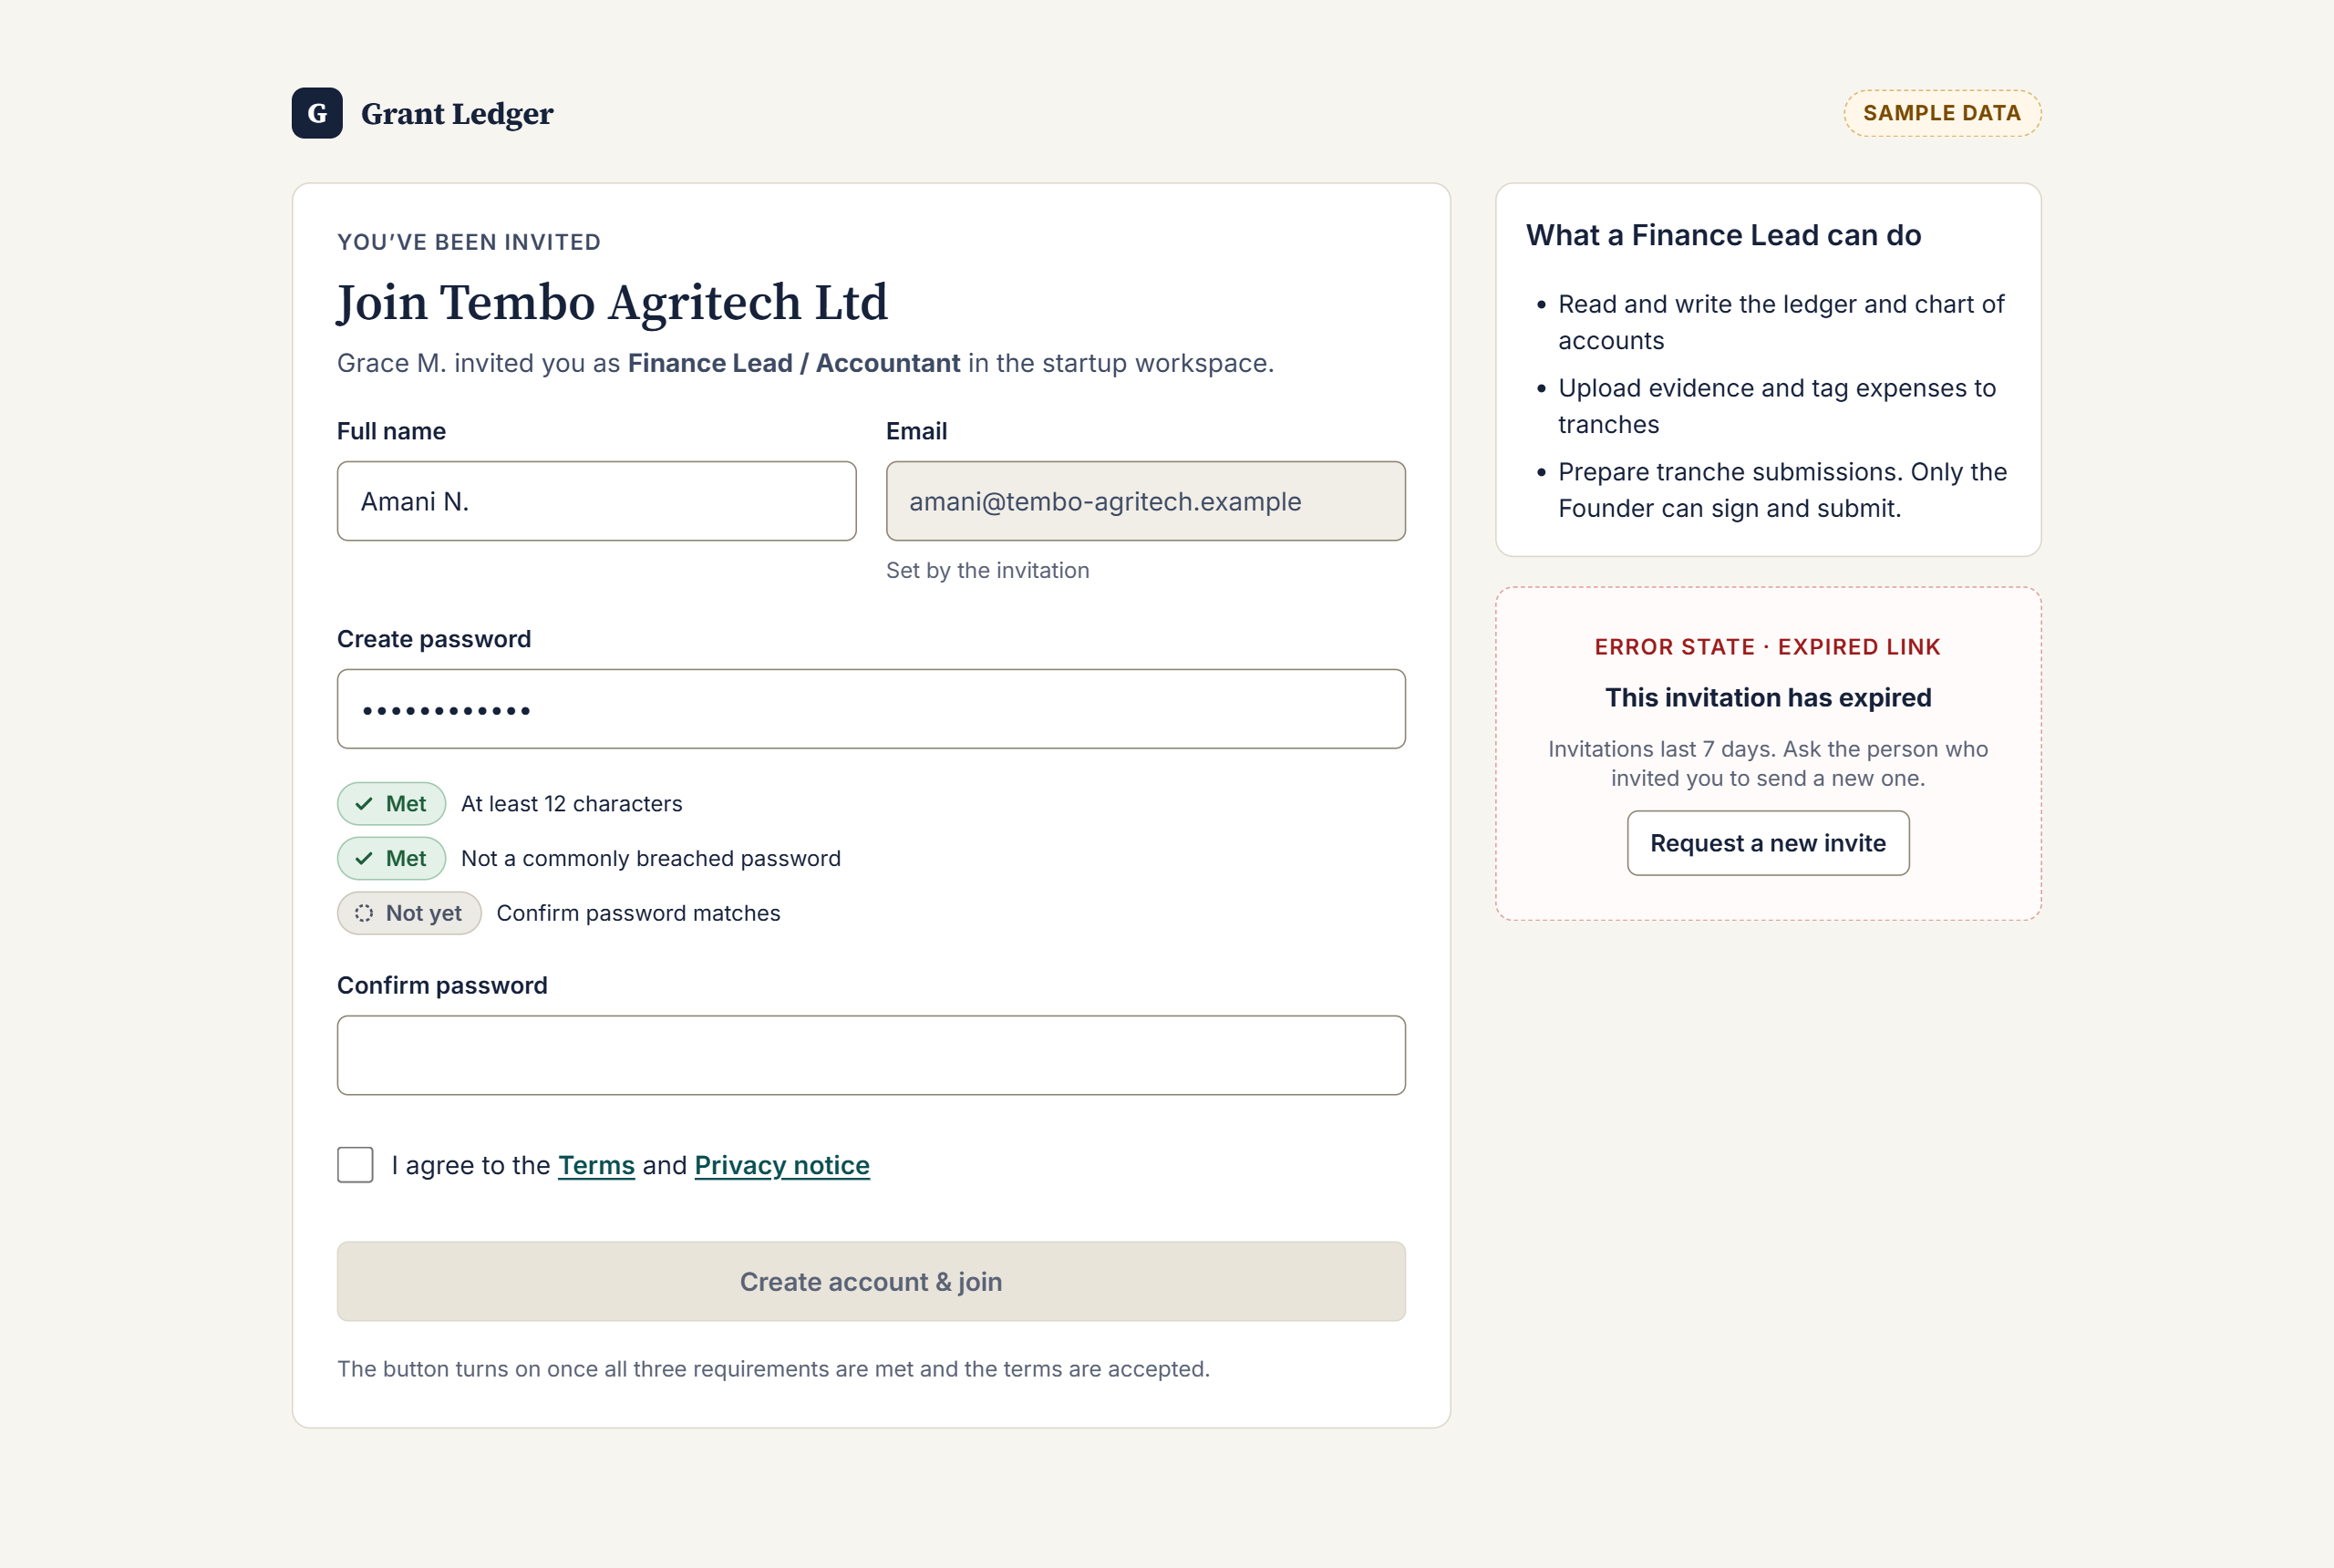 G
Grant Ledger
SAMPLE DATA
YOU’VE BEEN INVITED
Join Tembo Agritech Ltd
Grace M. invited you as Finance Lead / Accountant in the startup workspace.
Full name
Email
Amani N.
amani@tembo-agritech.example
Set by the invitation
Create password
••••••••••••
Met At least 12 characters
Met Not a commonly breached password
Not yet Confirm password matches
Confirm password
I agree to the Terms and Privacy notice
Create account & join
The button turns on once all three requirements are met and the terms are accepted.
What a Finance Lead can do
• Read and write the ledger and chart of
accounts
• Upload evidence and tag expenses to
tranches
• Prepare tranche submissions. Only the
Founder can sign and submit.
ERROR STATE · EXPIRED LINK
This invitation has expired
Invitations last 7 days. Ask the person who
invited you to send a new one.
Request a new invite